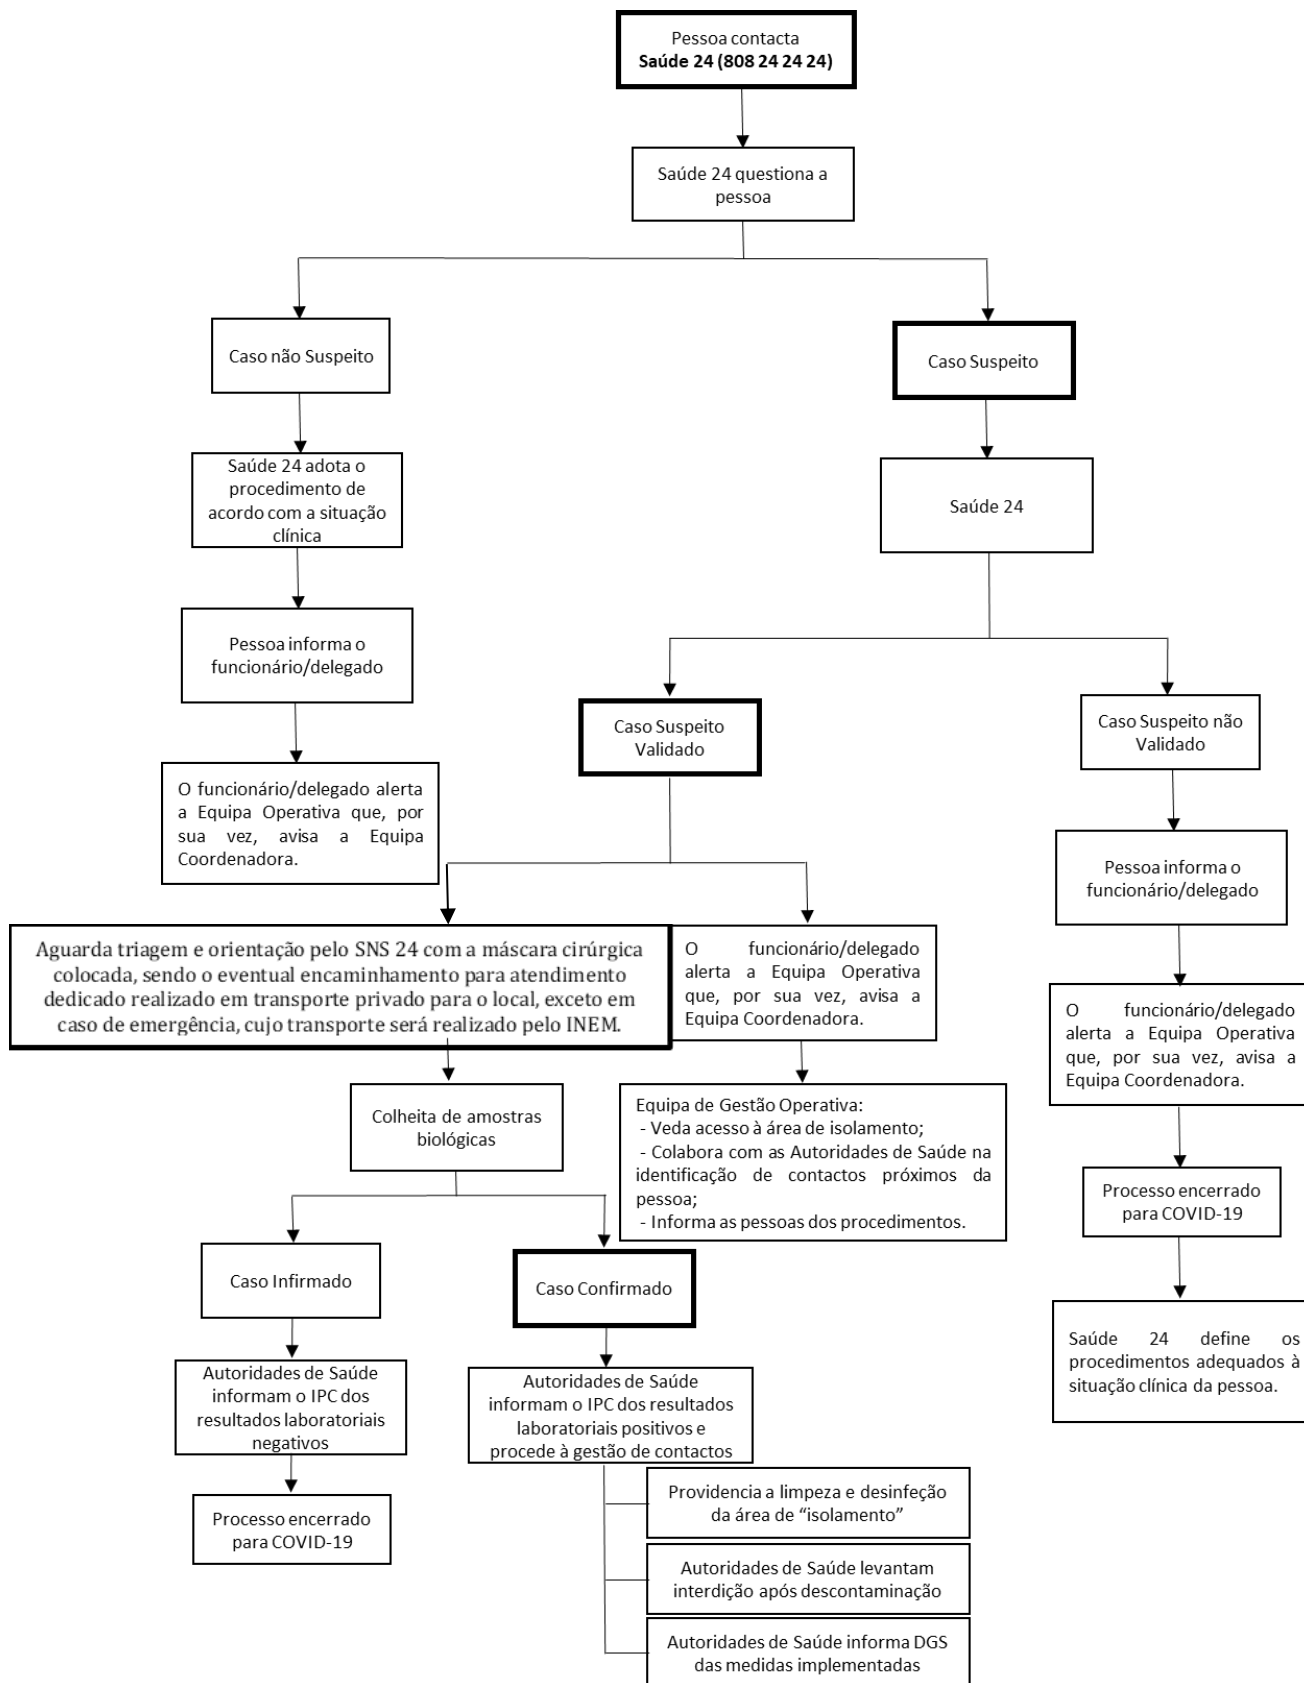 Pessoa contacta
Saúde 24 (808 24 24 24)
Saúde 24 questiona a
pessoa
Caso não Suspeito
Caso Suspeito
Saúde 24 adota o
procedimento de
acordo com a situação
clínica
Saúde 24
Pessoa informa o
funcionário/delegado
Caso Suspeito
Validado
Caso Suspeito não
Validado
O funcionário/delegado alerta
a Equipa Operativa que, por
sua vez, avisa a Equipa
Coordenadora.
Pessoa informa o
funcionário/delegado
Aguarda triagem e orientação pelo SNS 24 com a máscara cirúrgica
colocada, sendo o eventual encaminhamento para atendimento
dedicado realizado em transporte privado para o local, exceto em
caso de emergência, cujo transporte será realizado pelo INEM.
O funcionário/delegado
alerta a Equipa Operativa
que, por sua vez, avisa a
Equipa Coordenadora.
O funcionário/delegado
alerta a Equipa Operativa
que, por sua vez, avisa a
Equipa Coordenadora.
Colheita de amostras
biológicas
Equipa de Gestão Operativa:
- Veda acesso à área de isolamento;
- Colabora com as Autoridades de Saúde na
identificação de contactos próximos da
pessoa;
- Informa as pessoas dos procedimentos.
Processo encerrado
para COVID-19
Caso Infirmado
Caso Confirmado
Saúde 24 define os
procedimentos adequados à
situação clínica da pessoa.
Autoridades de Saúde
informam o IPC dos
resultados laboratoriais
negativos
Autoridades de Saúde
informam o IPC dos resultados
laboratoriais positivos e
procede à gestão de contactos
Processo encerrado
para COVID-19
Providencia a limpeza e desinfeção
da área de “isolamento”
Autoridades de Saúde levantam
interdição após descontaminação
Autoridades de Saúde informa DGS
das medidas implementadas